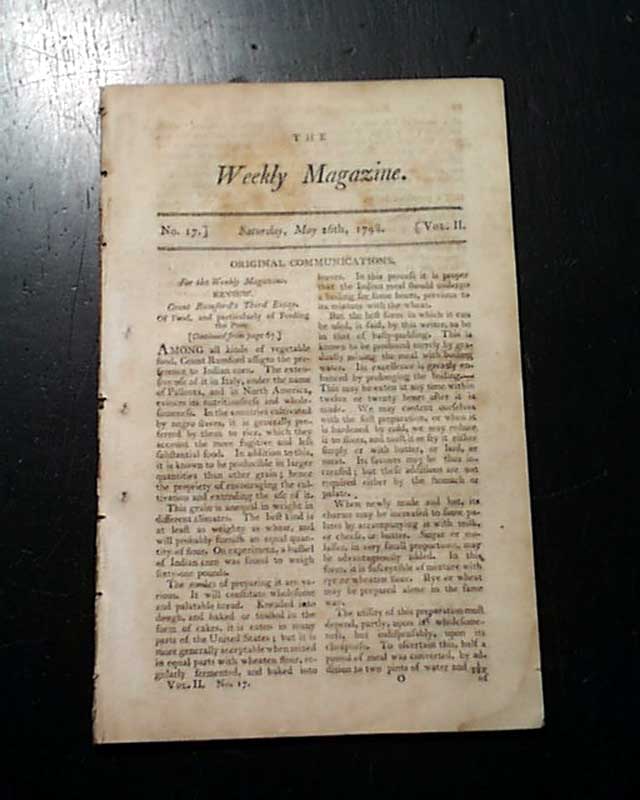 THE
Weekly Magazine.
No. 17.] Saturday, May 26th, 1798. [Vol. II.
ORIGINAL COMMUNICATIONS.
For the Weekly Magazine.
REVIEW.
Count Rumford's Third Essay.
Of Food, and particularly of Feeding
the Poor.
[Continued from page 67.]
AMONG all kinds of vegetable
food, Count Rumford assigns the pre-
ference to Indian corn. The exten-
sive use of it in Italy, under the name
of Pallenta, and in North America,
evinces its nutritiousness and whole-
someness. In the countries cultivated
by negro slaves, it is generally pre-
ferred by them to rice, which they
account the more fugitive and less
substantial food. In addition to this,
it is known to be producible in larger
quantities than other grain; hence
the propriety of encouraging the cul-
tivation and extending the use of it.
This grain is unequal in weight in
different climates. The best kind is
at least as weighty as wheat, and
will probably furnish an equal quan-
tity of flour. On experiment, a bushel
of Indian corn was found to weigh
sixty-one pounds.
The modes of preparing it are va-
rious. It will constitute wholesome
and palatable bread. Kneaded into
dough, and baked or toasted in the
form of cakes, it is eaten in many
parts of the United States; but it is
more generally acceptable when mixed
in equal parts with wheaten flour, re-
gularly fermented, and baked into
Vol. II. No. 17.
loaves. In this process it is proper
that the Indian meal should undergo
a boiling for some hours, previous to
its mixture with the wheat.
But the best form in which it can
be used, is said, by this writer, to be
in that of hasty-pudding. This is
known to be produced merely by gra-
dually mixing the meal with boiling
water. Its excellence is greatly en-
hanced by prolonging the boiling.—
This may be eaten at any time within
twelve or twenty hours after it is
made. We may content ourselves
with the first preparation, or when it
is hardened by cold, we may reduce
it to slices, and toast it or fry it either
simply or with butter, or lard, or
meat. Its savours may be thus in-
creased; but these additions are not
required either by the stomach or
palate.
When newly made and hot, its
charms may be increased to some pa-
lates by accompanying it with milk,
or cheese, or butter. Sugar or mo-
lasses, in very small proportions, may
be advantageously added. In this
form, it is susceptible of mixture with
rye or wheaten flour. Rye or wheat
may be prepared alone in the same
way.
The utility of this preparation must
depend, partly, upon its wholesome-
ness, but indispensably, upon its
cheapness. To ascertain this, half a
pound of meal was converted, by ad-
dition to two pints of water and
O of